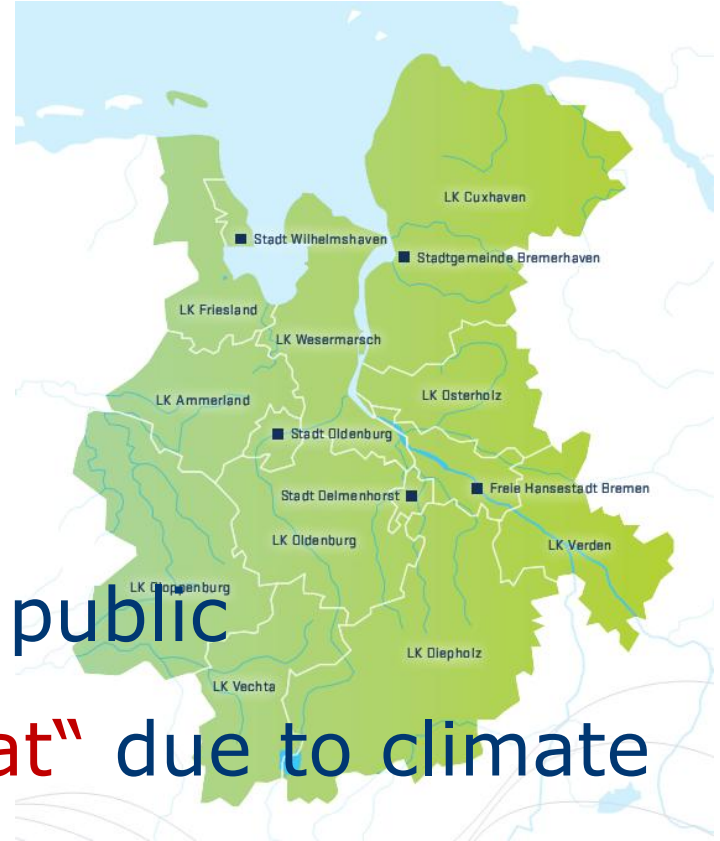 LK Cuxhaven
Stadt Wilhelmshaven
Stadtgemeinde Bremerhaven
LK Friesland
LK Wesermarsch
LK Ammerland
LK Osterholz
Stadt Oldenburg
Stadt Delmenhorst
Freie Hansestadt Bremen
LK Oldenburg
LK Verden
LK Cloppenburg
public
LK Diepholz
LK Vechta
at“ due to climate